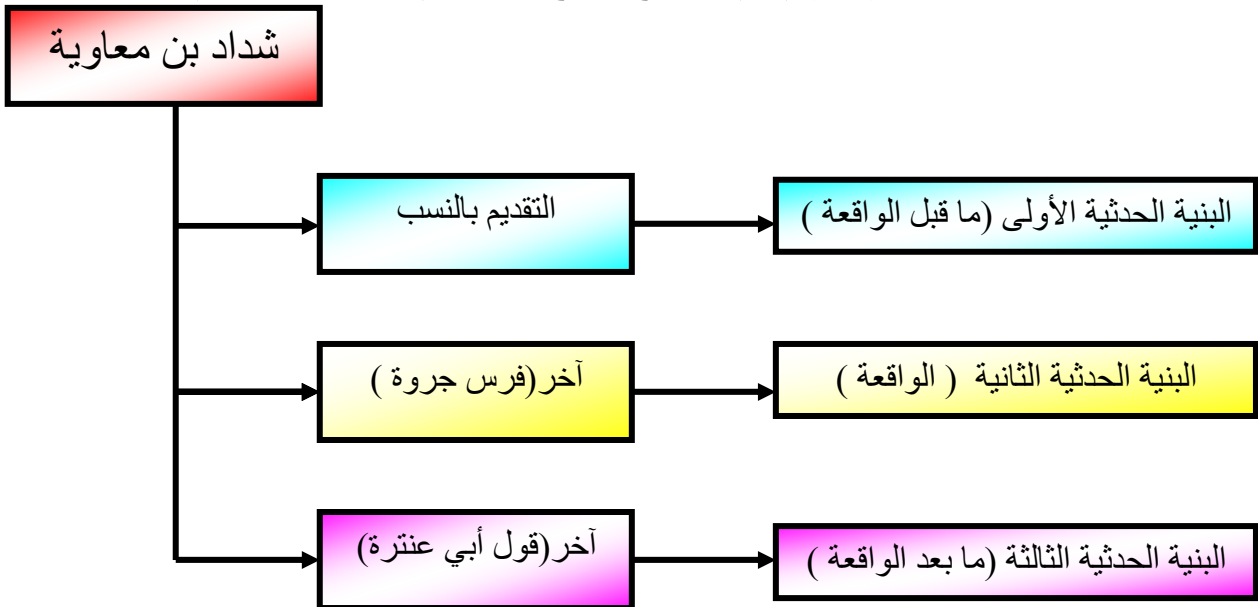 شداد بن معاوية
التقديم بالنسب
البنية الحدثية الأولى (ما قبل الواقعة )
آخر(فرس جروة )
البنية الحدثية الثانية ( الواقعة )
آخر(قول أبي عنترة)
البنية الحدثية الثالثة (ما بعد الواقعة )